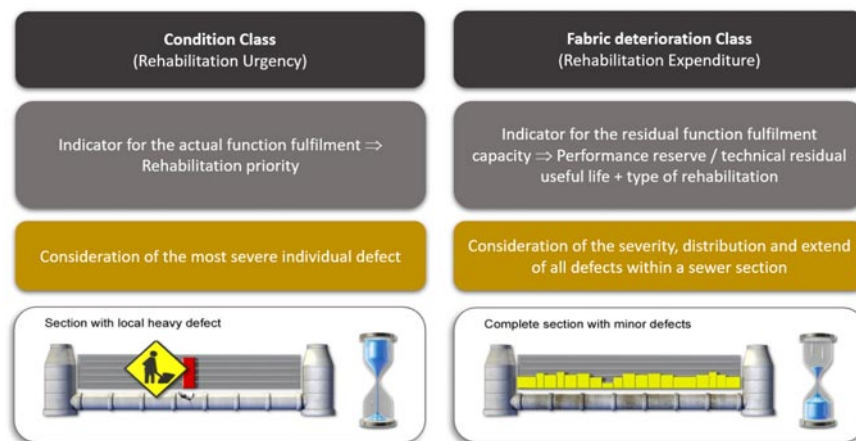 Condition Class
(Rehabilitation Urgency)
Indicator for the actual function fulfilment ⇒
Rehabilitation priority
Consideration of the most severe individual defect
Section with local heavy defect
Fabric deterioration Class
(Rehabilitation Expenditure)
Indicator for the residual function fulfilment
capacity ⇒ Performance reserve / technical residual
useful life + type of rehabilitation
Consideration of the severity, distribution and extend
of all defects within a sewer section
Complete section with minor defects